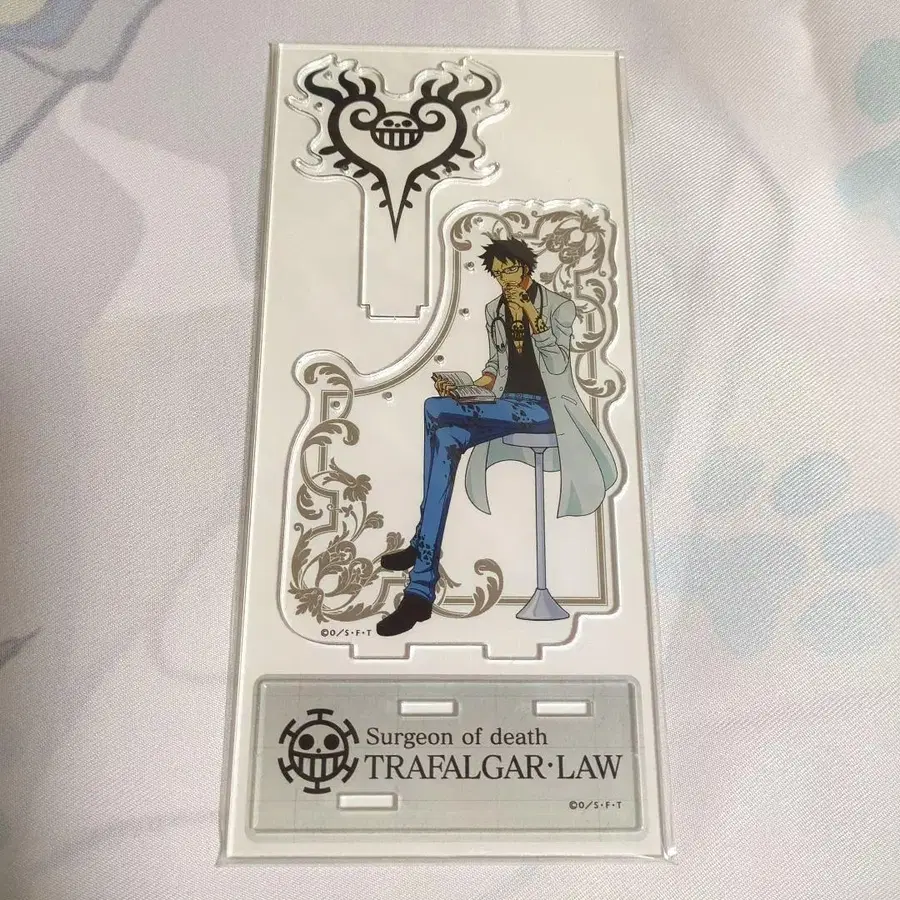 ©O/S・F・T
Surgeon of death
TRAFALGAR・LAW
©O/S・F・T